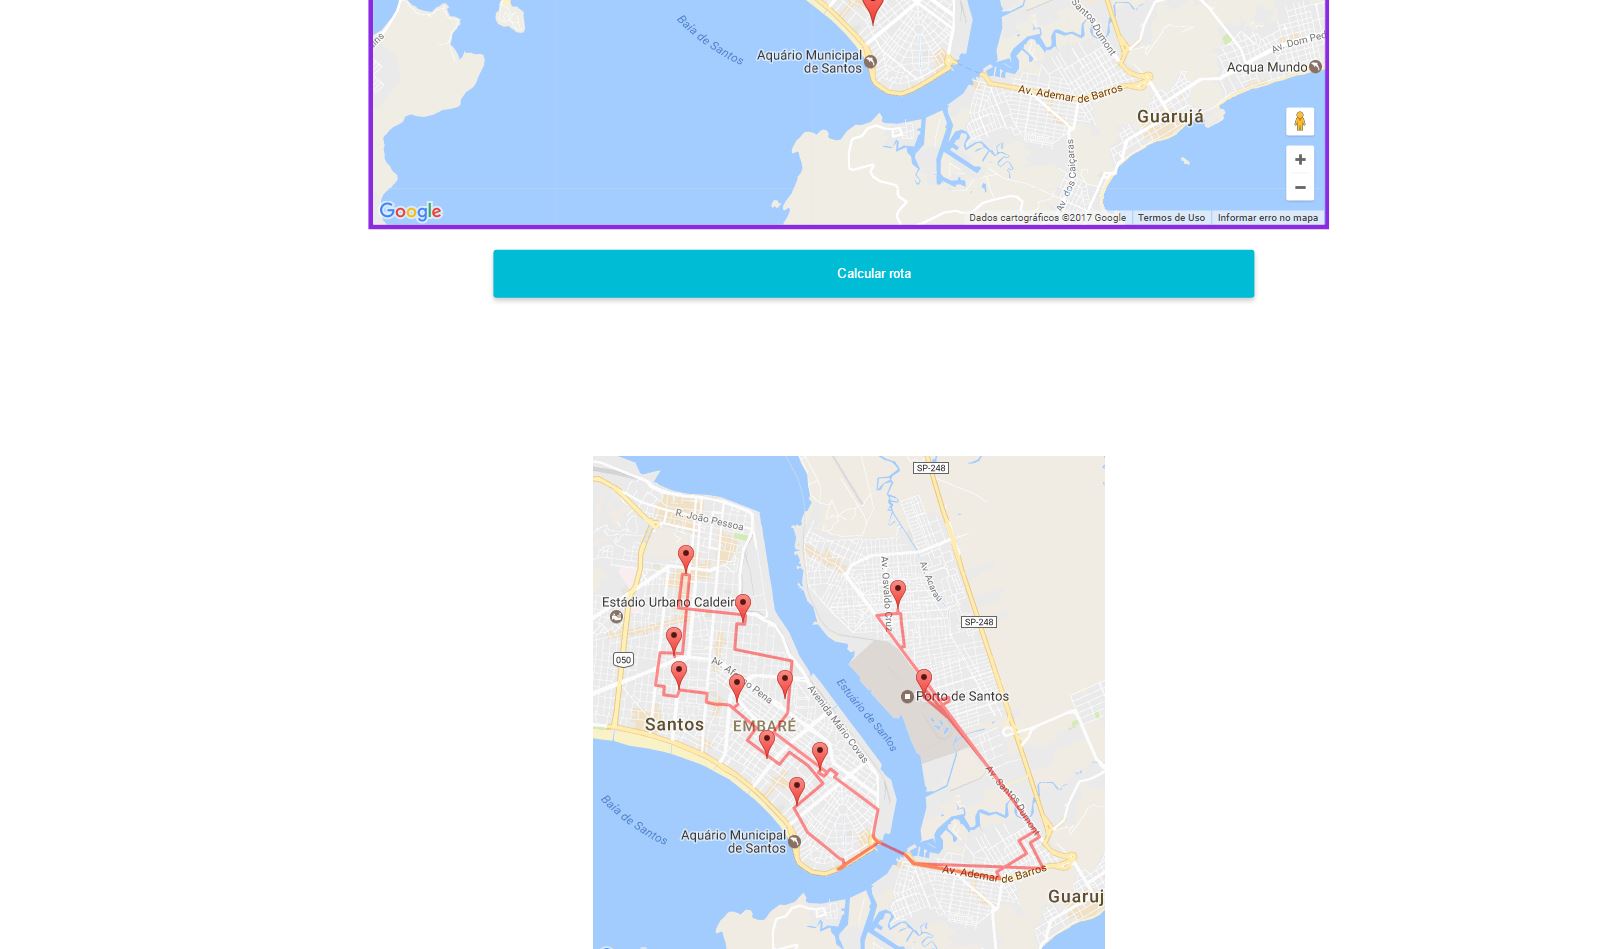 Baía de Santos
Aquário Municipal
de Santos
Santos Dumont
Av. Dom Ped
Acqua Mundo
Av. Ademar de Barros
Guarujá
Av. dos Caiçaras
Google
Dados cartográficos ©2017 Google
Termos de Uso
Informar erro no mapa
Calcular rota
SP-248
R. João Pessoa
Av. Osvaldo Cruz
Av. Acaraú
Estádio Urbano Caldeir
SP-248
050
Av. Afonso Pena
Porto de Santos
Santos
EMBARÉ
Avenida Mário Covas
Estuário de Santos
Av. Santos Dumont
Baía de Santos
Aquário Municipal
de Santos
Av. Ademar de Barros
Guaruj